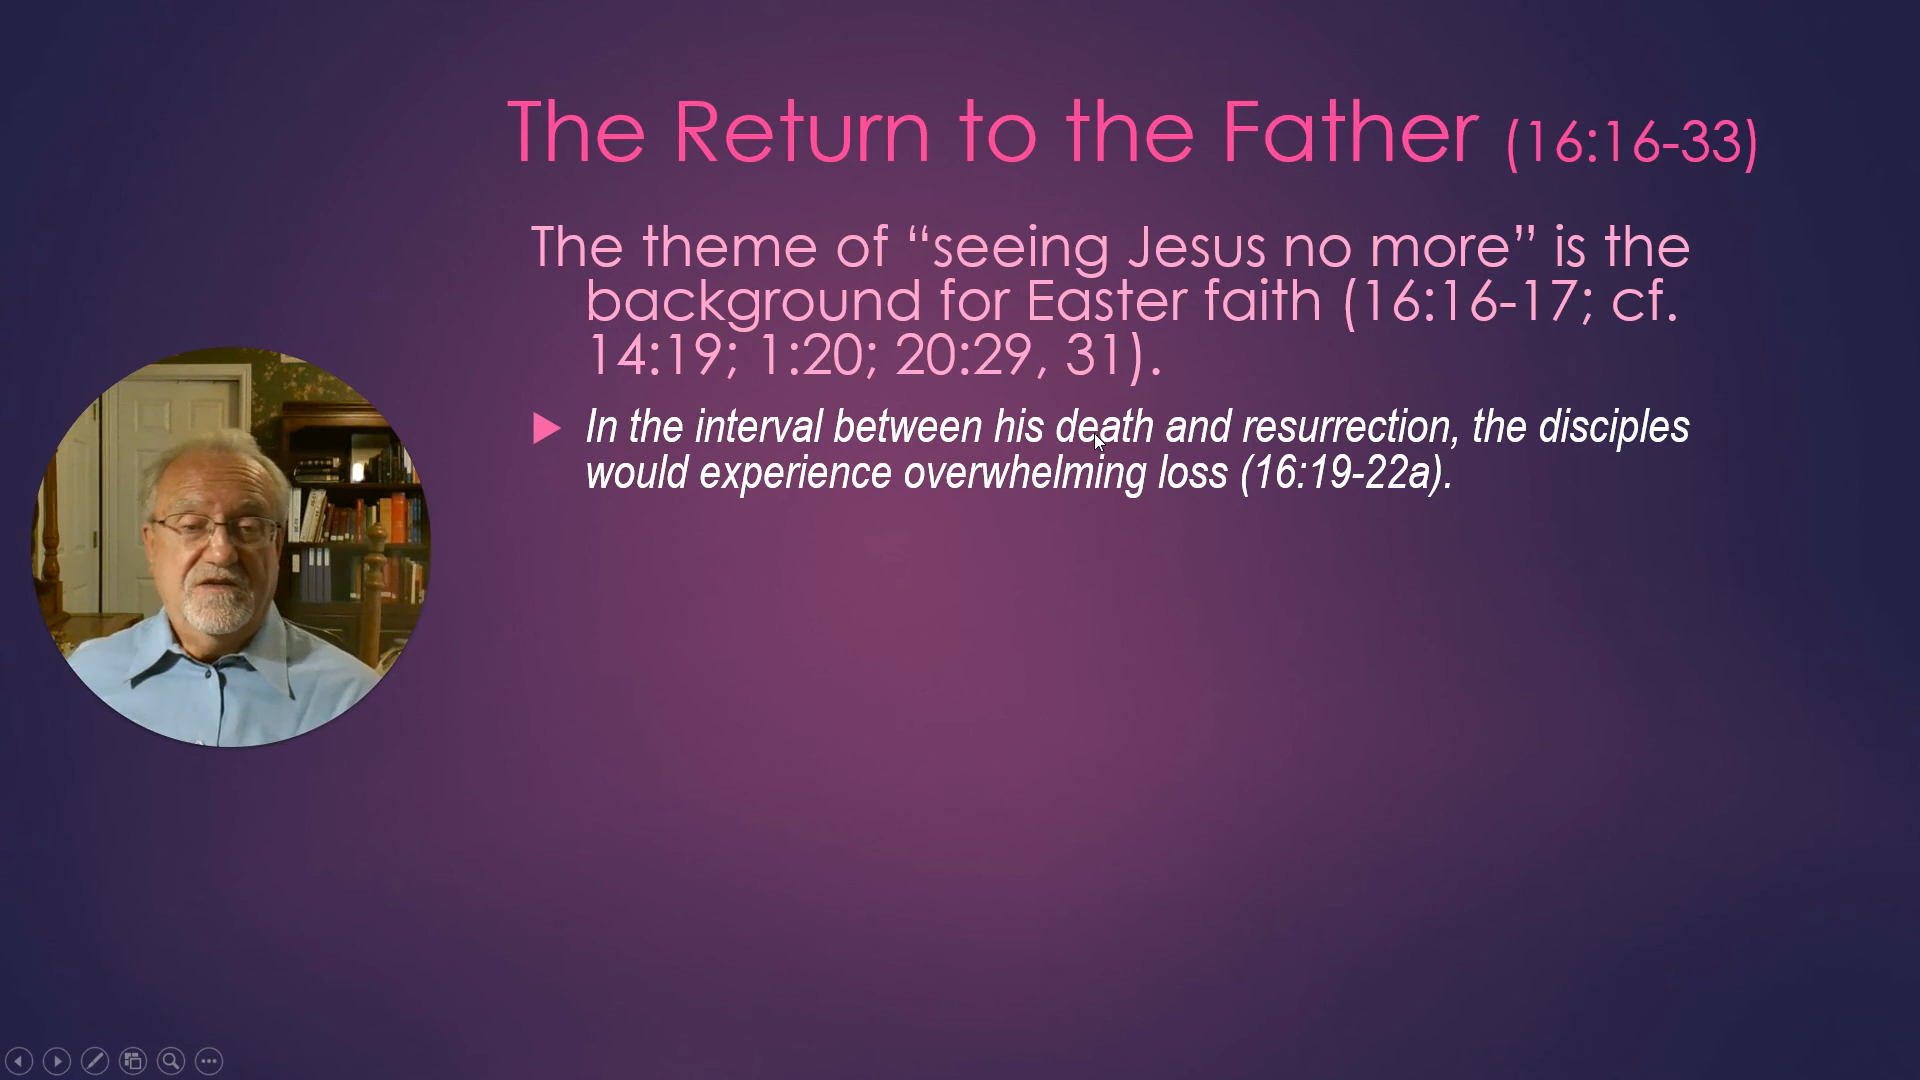 The Return to the Father (16:16-33)
The theme of “seeing Jesus no more” is the
background for Easter faith (16:16-17; cf.
14:19; 1:20; 20:29, 31).
In the interval between his death and resurrection, the disciples
would experience overwhelming loss (16:19-22a).